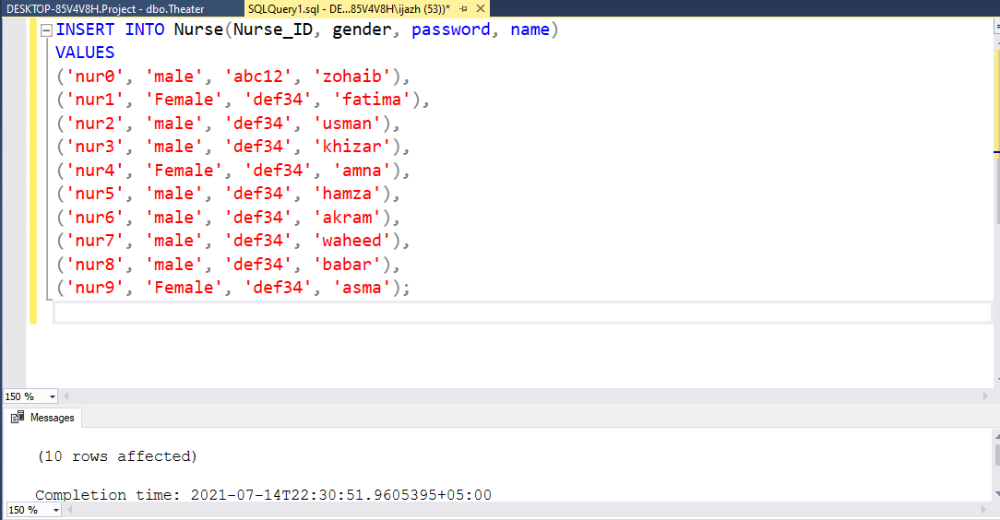 DESKTOP-85V4V8H.Project - dbo.Theater SQLQuery1.sql - DE...85V4V8H\ijazh (53))*
INSERT INTO Nurse(Nurse_ID, gender, password, name)
VALUES
('nur0', 'male', 'abc12', 'zohaib'),
('nur1', 'Female', 'def34', 'fatima'),
('nur2', 'male', 'def34', 'usman'),
('nur3', 'male', 'def34', 'khizar'),
('nur4', 'Female', 'def34', 'amna'),
('nur5', 'male', 'def34', 'hamza'),
('nur6', 'male', 'def34', 'akram'),
('nur7', 'male', 'def34', 'waheed'),
('nur8', 'male', 'def34', 'babar'),
('nur9', 'Female', 'def34', 'asma');
150 %
Messages
(10 rows affected)
Completion time: 2021-07-14T22:30:51.9605395+05:00
150 %